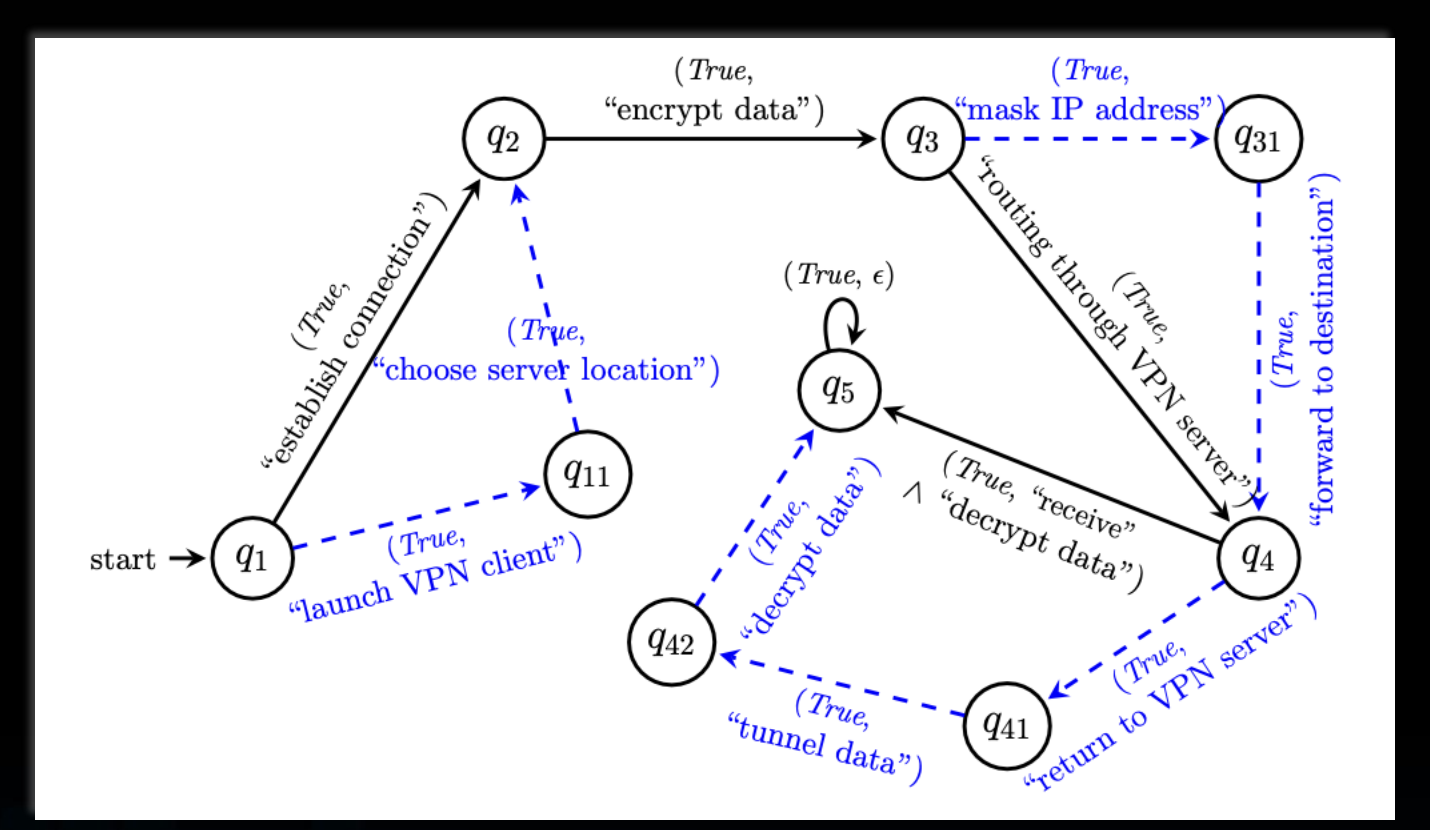 (True,
“encrypt data”)
(True,
“mask IP address”)
q2
q3
q31
(True,
“establish connection”)
(True,
“choose server location”)
(True, ϵ)
(True,
“routing through VPN server”)
(True,
“forward to destination”)
q5
q11
start
q1
(True,
“launch VPN client”)
(True, “receive”
∧ “decrypt data”)
q4
(True,
“decrypt data”)
q42
(True,
“return to VPN server”)
(True,
“tunnel data”)
q41